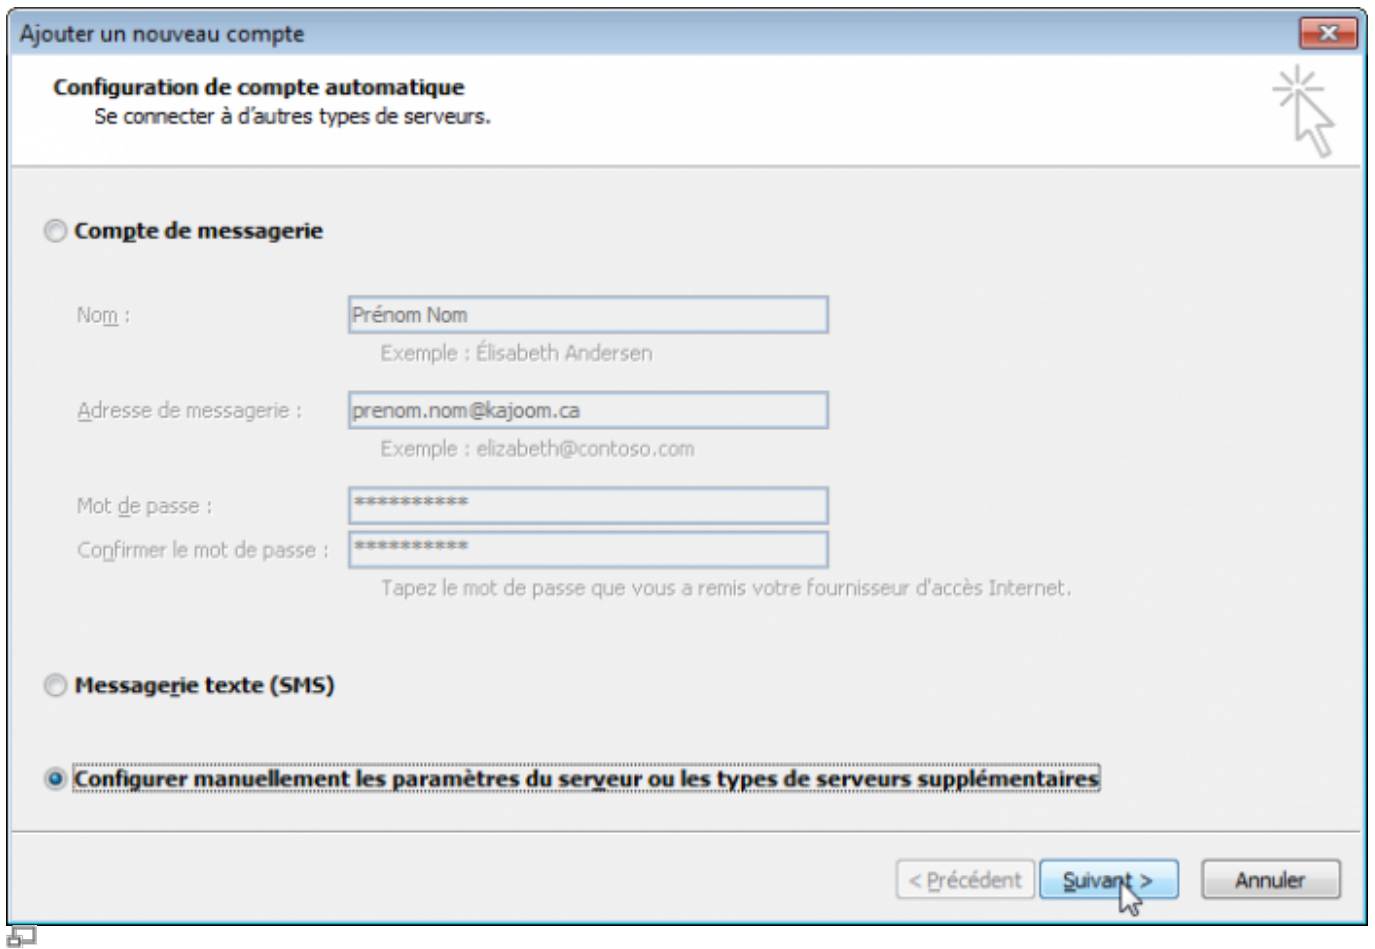 Ajouter un nouveau compte
Configuration de compte automatique
Se connecter à d'autres types de serveurs.
Compte de messagerie
Nom : Prénom Nom
Exemple : Élisabeth Andersen
Adresse de messagerie : prenom.nom@kajoom.ca
Exemple : elizabeth@contoso.com
Mot de passe : **********
Confirmer le mot de passe : **********
Tapez le mot de passe que vous a remis votre fournisseur d'accès Internet.
Messagerie texte (SMS)
Configurer manuellement les paramètres du serveur ou les types de serveurs supplémentaires
< Précédent Suivant > Annuler